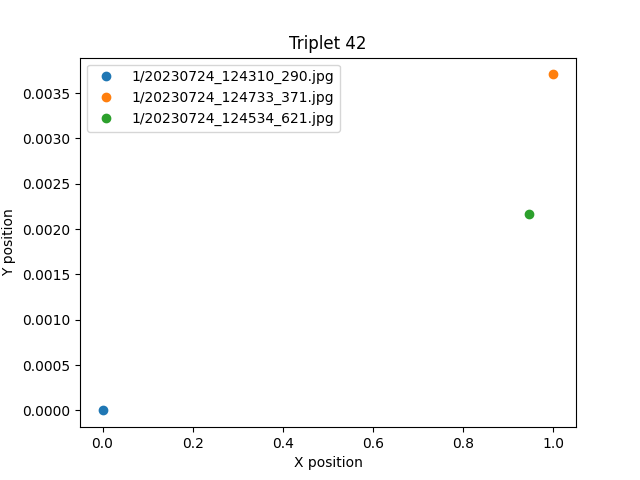 Triplet 42
1/20230724_124310_290.jpg
1/20230724_124733_371.jpg
1/20230724_124534_621.jpg
Y position
0.0035
0.0030
0.0025
0.0020
0.0015
0.0010
0.0005
0.0000
0.0 0.2 0.4 0.6 0.8 1.0
X position